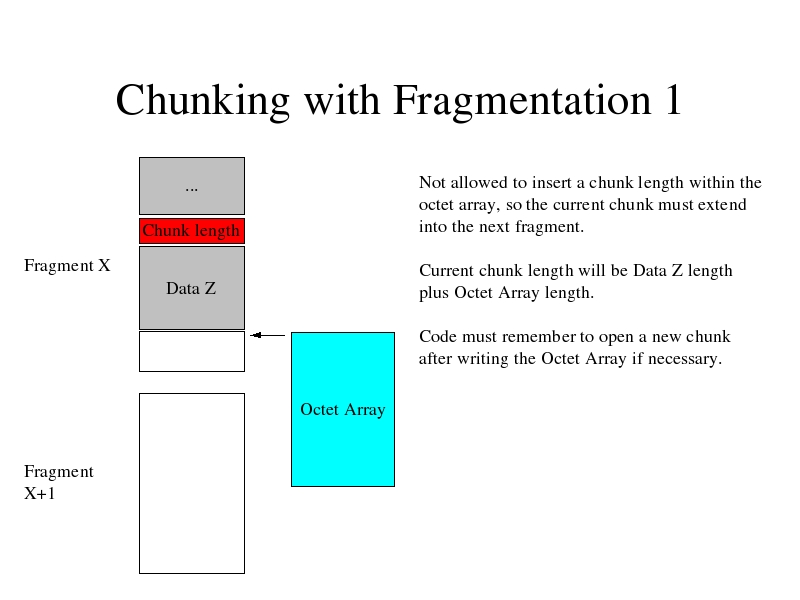 Chunking with Fragmentation 1
...
Chunk length
Fragment X
Data Z
Octet Array
Fragment
X+1
Not allowed to insert a chunk length within the
octet array, so the current chunk must extend
into the next fragment.
Current chunk length will be Data Z length
plus Octet Array length.
Code must remember to open a new chunk
after writing the Octet Array if necessary.